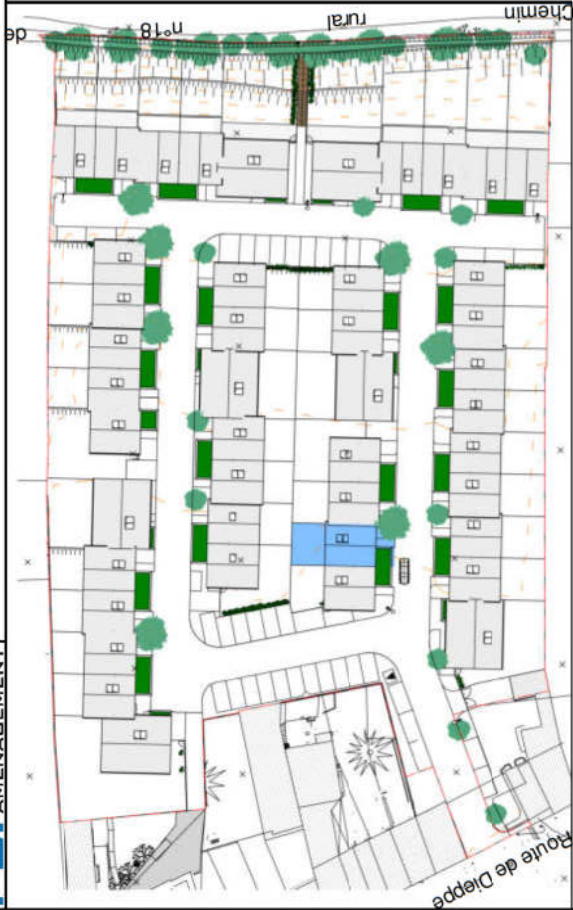 Chemin
rural
n°18
de
AMENAGEMENT
Route de Dieppe